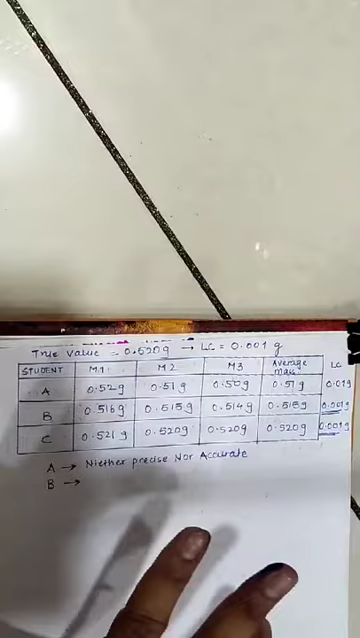 True value = 0.520g → LC = 0.001 g
STUDENT M1 M2 M3 Average Mass LC
A 0.52g 0.51g 0.50g 0.51g 0.01g
B 0.516g 0.515g 0.514g 0.515g 0.001g
C 0.521g 0.520g 0.520g 0.520g 0.001g
A → Niether precise Nor Accurate
B →